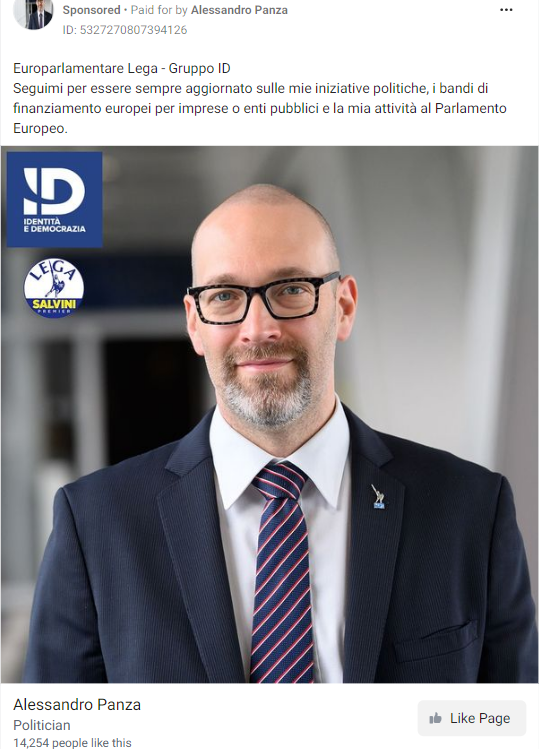 Sponsored • Paid for by Alessandro Panza
ID: 5327270807394126
Europarlamentare Lega - Gruppo ID
Seguimi per essere sempre aggiornato sulle mie iniziative politiche, i bandi di
finanziamento europei per imprese o enti pubblici e la mia attività al Parlamento
Europeo.
ID
IDENTITÀ
E DEMOCRAZIA
LEGA
SALVINI
PREMIER
Alessandro Panza
Politician
14,254 people like this
Like Page